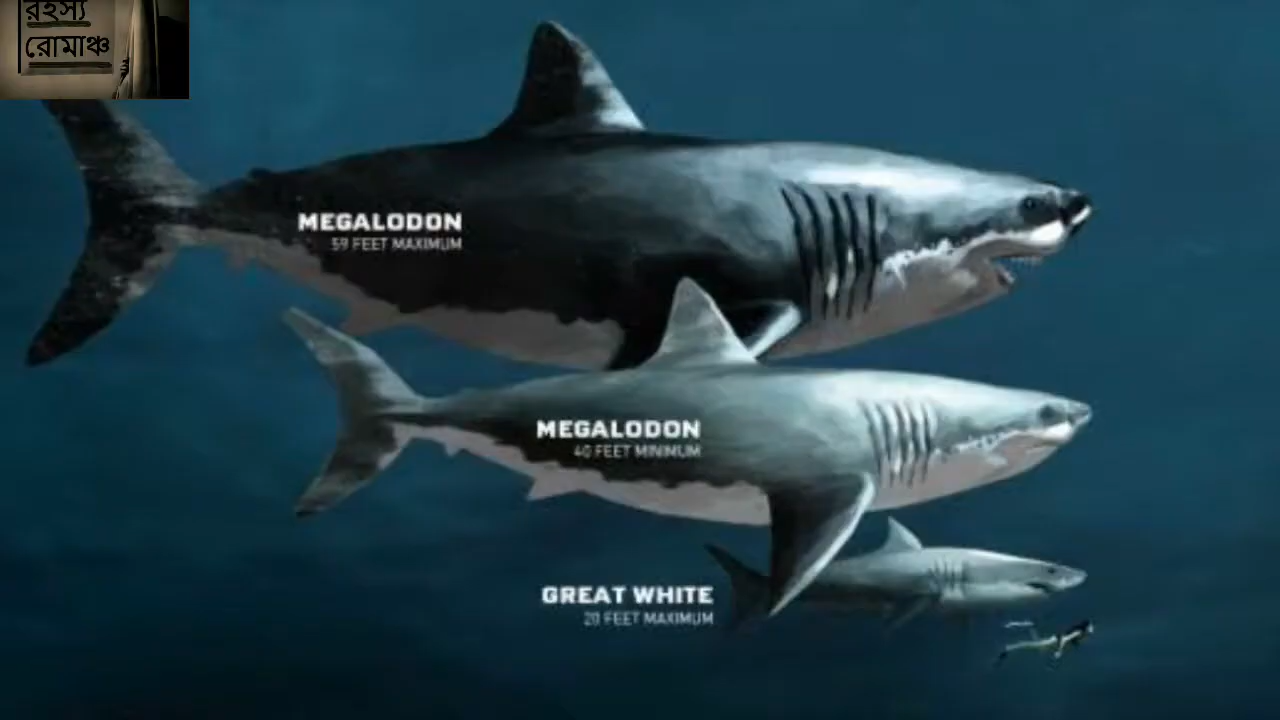 রহস্য
রোমাঞ্চ
MEGALODON
59 FEET MAXIMUM
MEGALODON
40 FEET MINIMUM
GREAT WHITE
20 FEET MAXIMUM